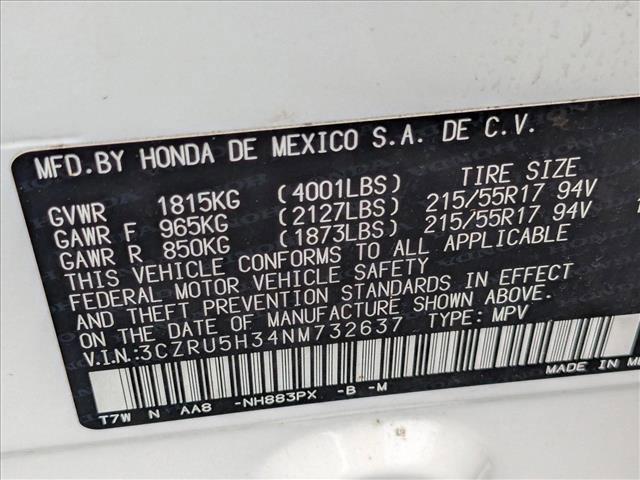 MFD.BY HONDA DE MEXICO S.A. DE C.V.
TIRE SIZE
GVWR 1815KG (4001LBS)
GAWR F 965KG (2127LBS) 215/55R17 94V
GAWR R 850KG (1873LBS) 215/55R17 94V
THIS VEHICLE CONFORMS TO ALL APPLICABLE
FEDERAL MOTOR VEHICLE SAFETY
AND THEFT PREVENTION STANDARDS IN EFFECT
ON THE DATE OF MANUFACTURE SHOWN ABOVE.
V.I.N.:3CZRU5H34NM732637 TYPE: MPV
MADE IN
T7W N AA8 -NH883PX -B -M